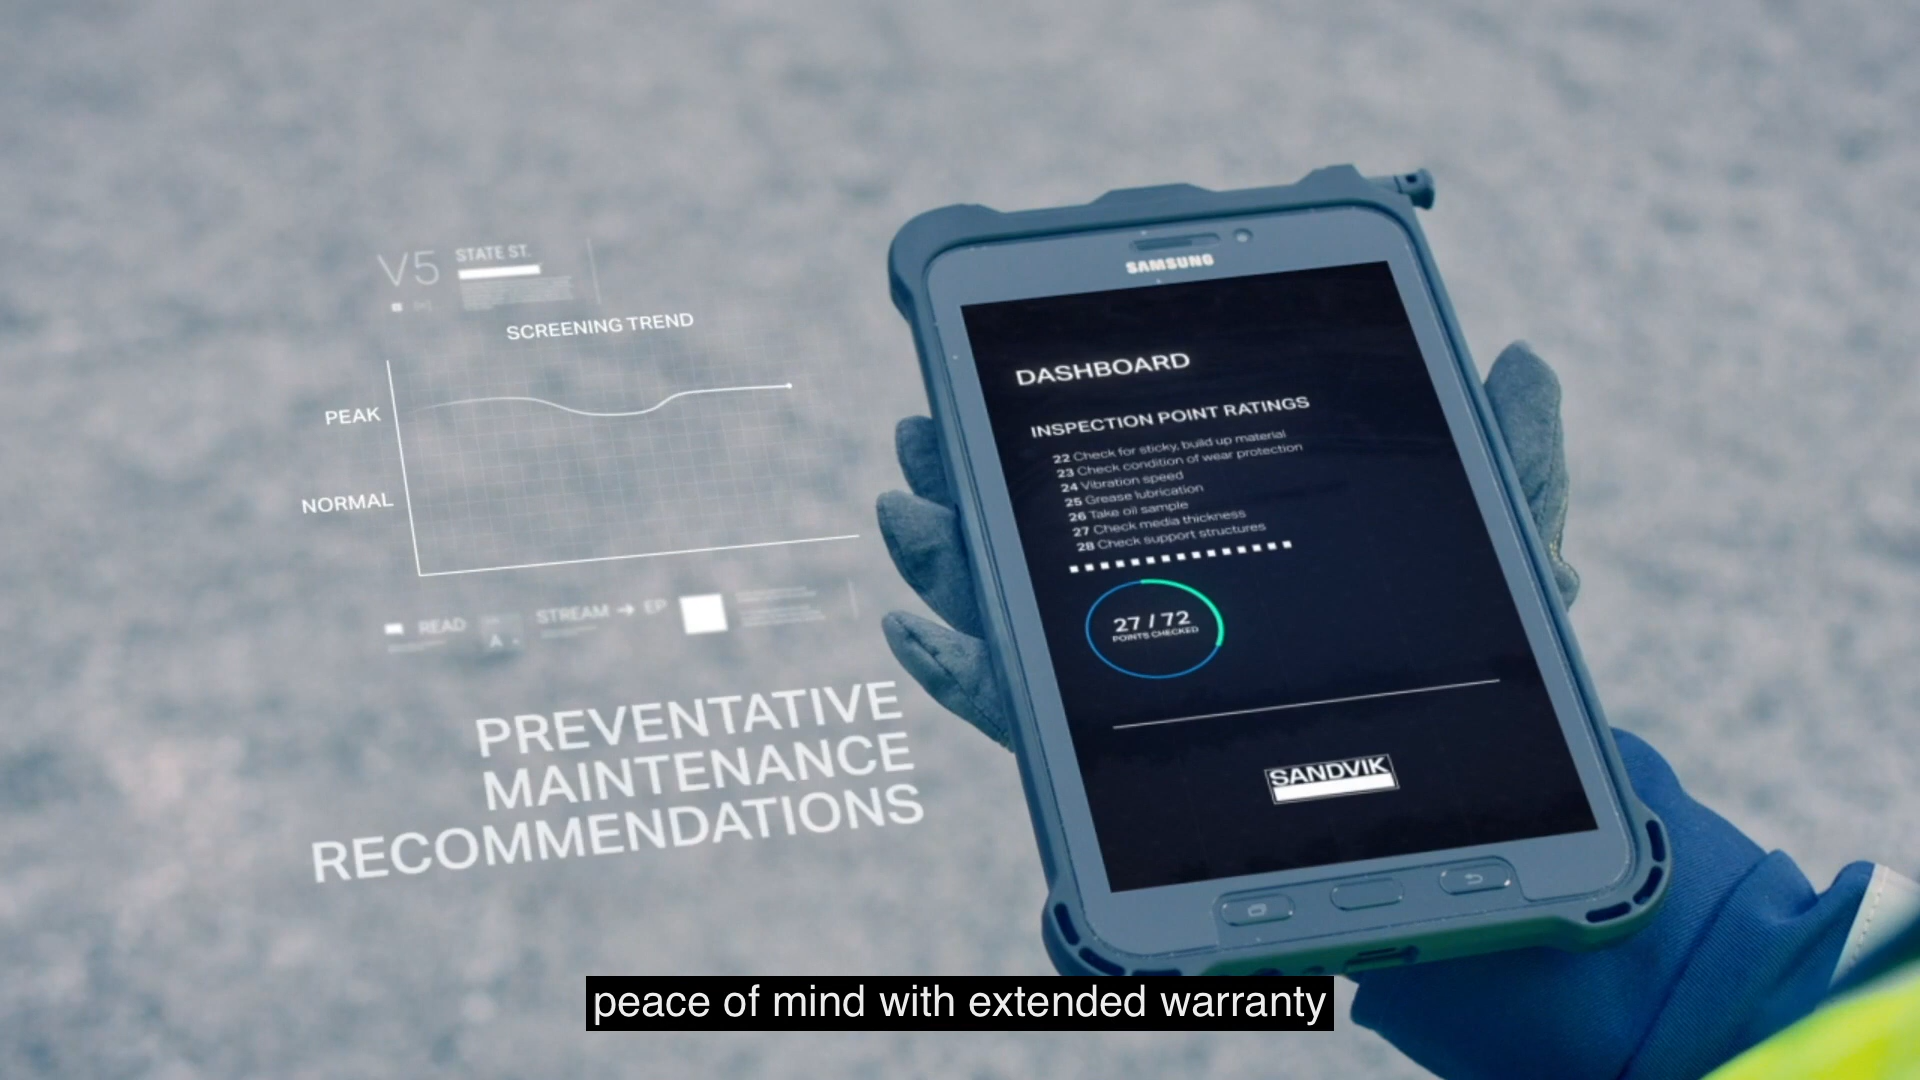 V5
STATE ST.
SCREENING TREND
PEAK
NORMAL
READ
A
STREAM → EP
PREVENTATIVE
MAINTENANCE
RECOMMENDATIONS
SAMSUNG
DASHBOARD
INSPECTION POINT RATINGS
22 Check for sticky, build up material
23 Check condition of wear protection
24 Vibration speed
25 Grease lubrication
26 Take oil sample
27 Check media thickness
28 Check support structures
27 / 72
POINTS CHECKED
SANDVIK
peace of mind with extended warranty